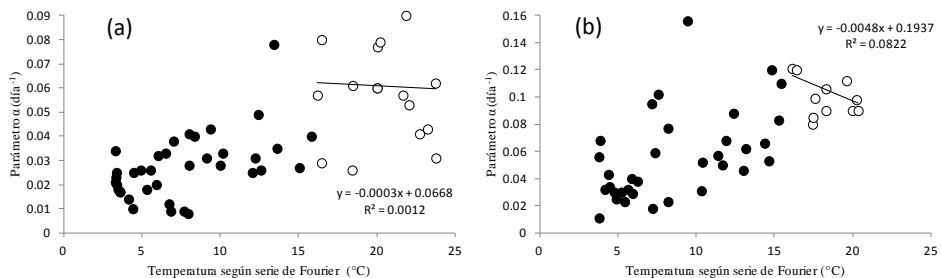 (a)
0.09
0.08
0.07
0.06
0.05
0.04
0.03
0.02
0.01
0
Parámetro α (día⁻¹)
y = -0.0003x + 0.0668
R² = 0.0012
0 5 10 15 20 25
Temperatura según serie de Fourier (°C)
(b)
0.16
0.14
0.12
0.10
0.08
0.06
0.04
0.02
0
Parámetro α (día⁻¹)
y = -0.0048x + 0.1937
R² = 0.0822
0 5 10 15 20 25
Temperatura según serie de Fourier (°C)